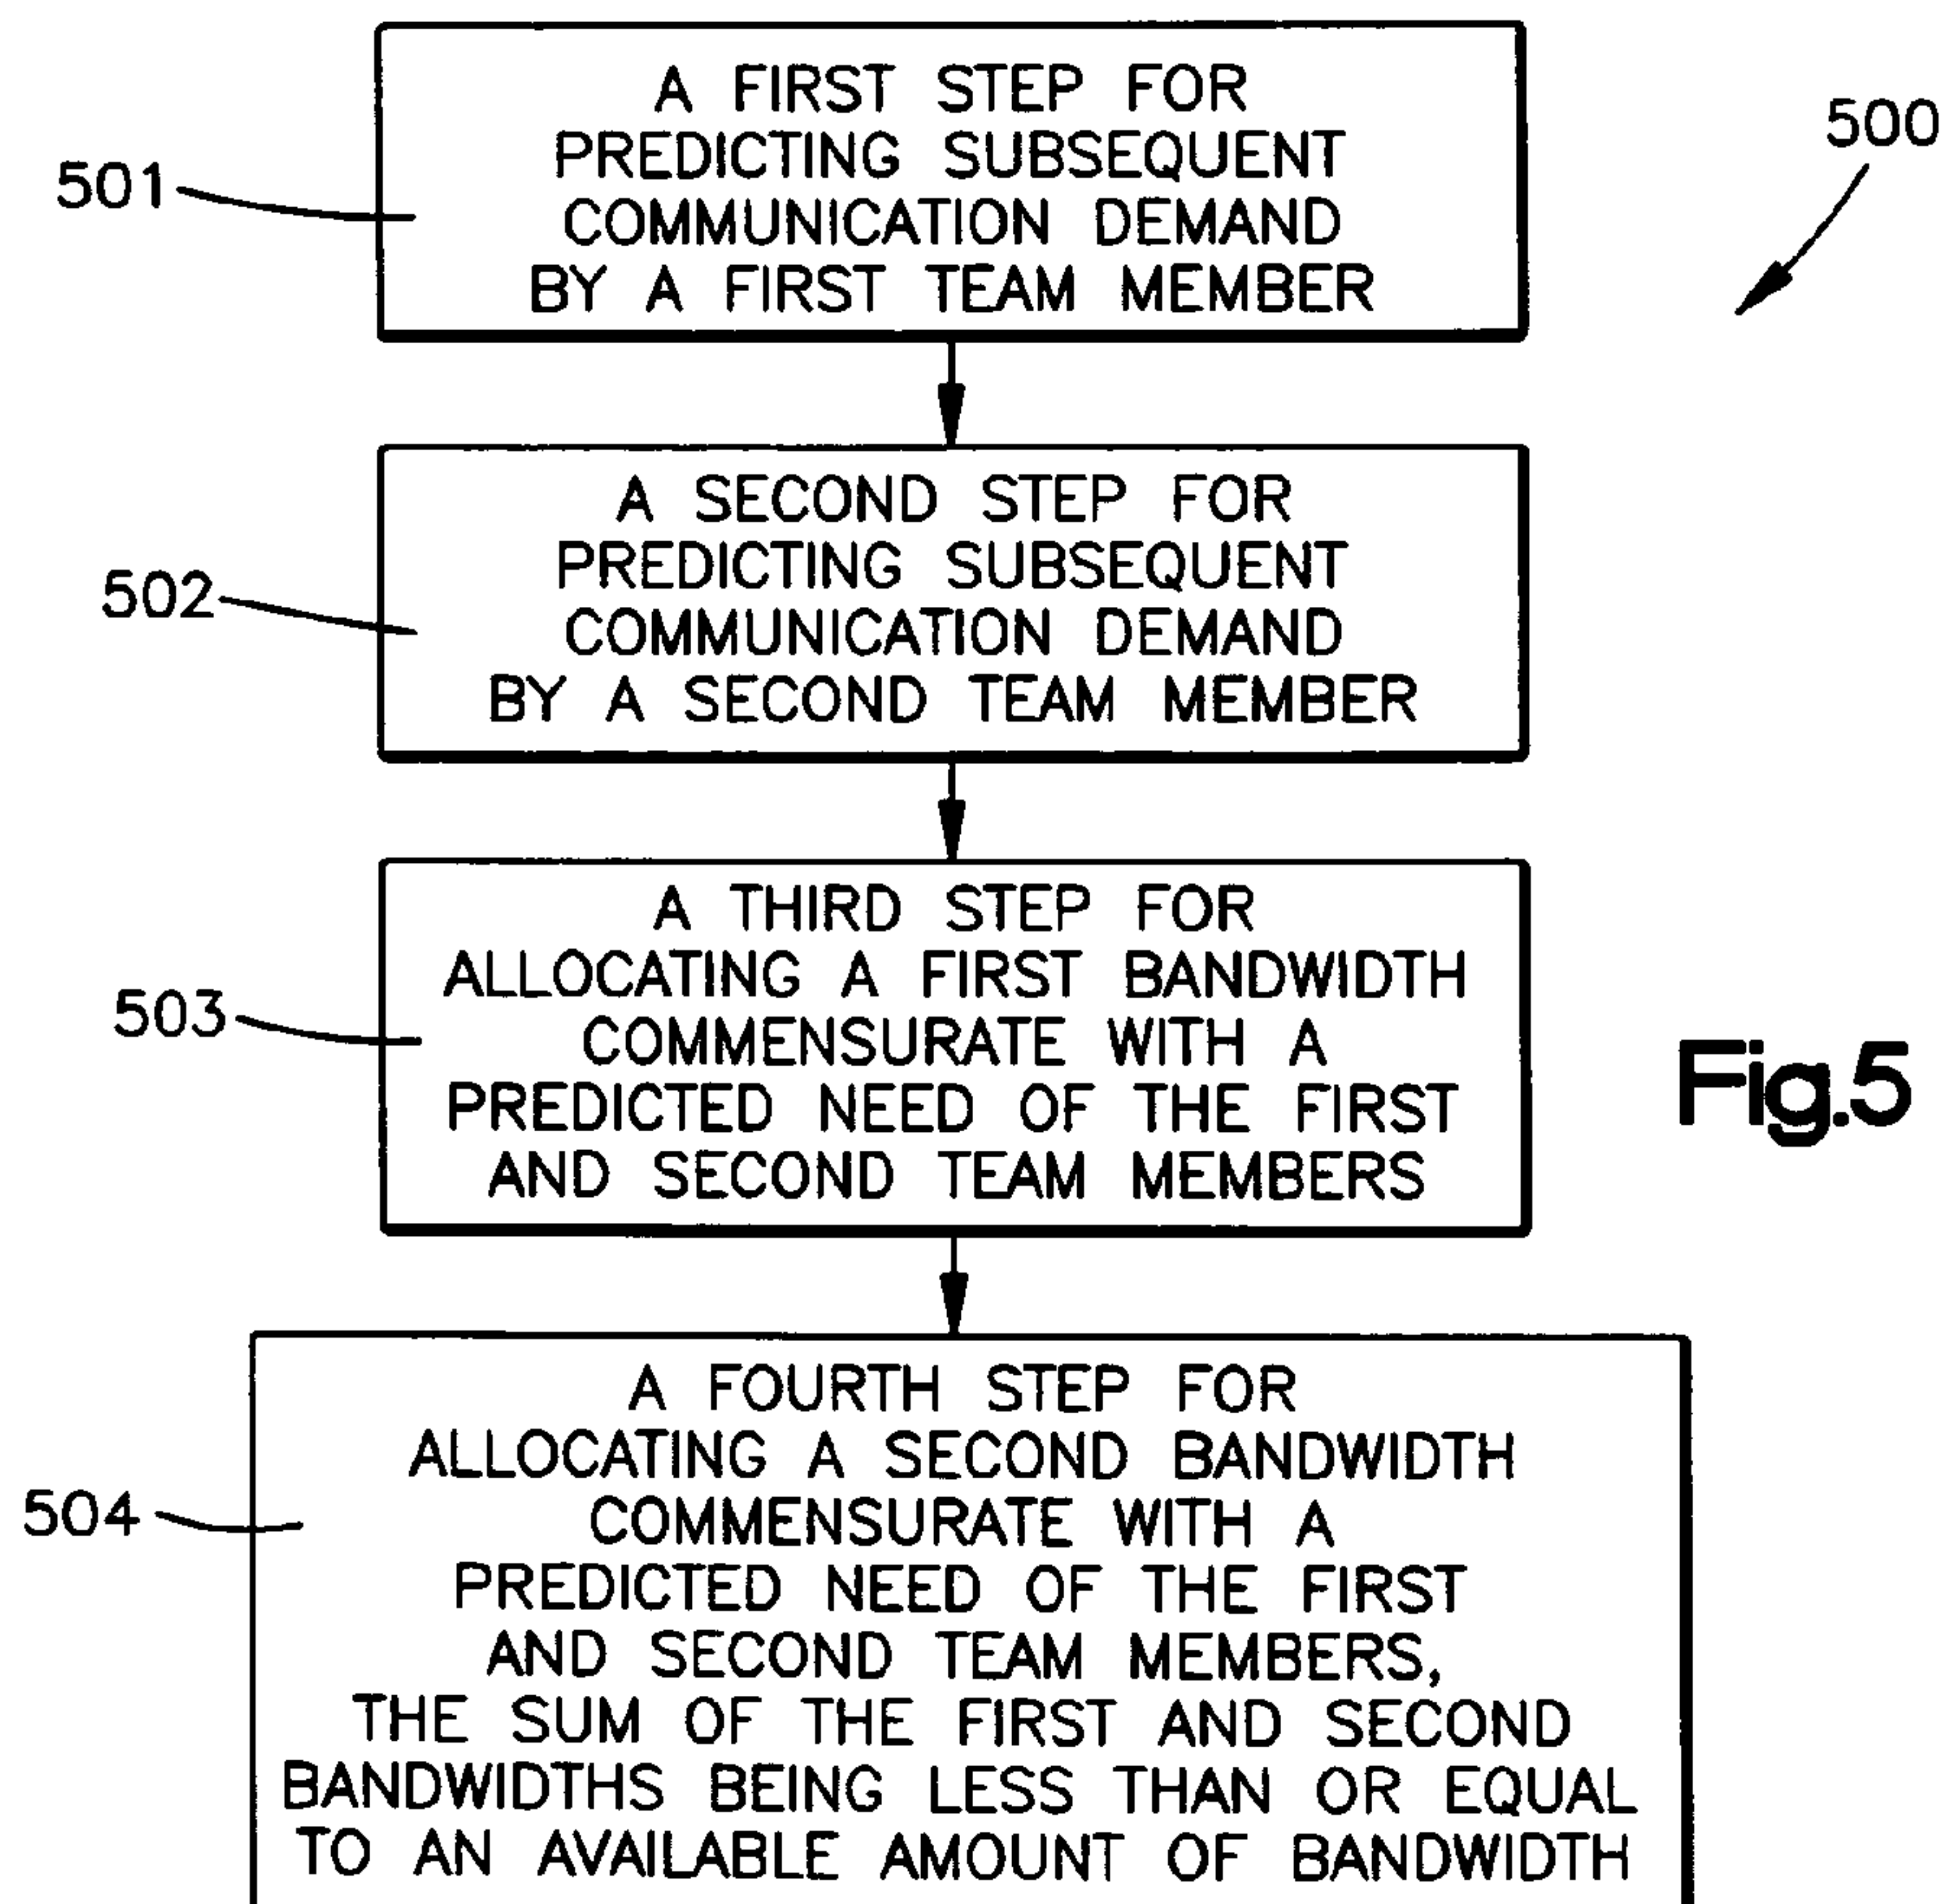 A FIRST STEP FOR
PREDICTING SUBSEQUENT
COMMUNICATION DEMAND
BY A FIRST TEAM MEMBER
501
500
A SECOND STEP FOR
PREDICTING SUBSEQUENT
COMMUNICATION DEMAND
BY A SECOND TEAM MEMBER
502
A THIRD STEP FOR
ALLOCATING A FIRST BANDWIDTH
COMMENSURATE WITH A
PREDICTED NEED OF THE FIRST
AND SECOND TEAM MEMBERS
503
Fig.5
A FOURTH STEP FOR
ALLOCATING A SECOND BANDWIDTH
COMMENSURATE WITH A
PREDICTED NEED OF THE FIRST
AND SECOND TEAM MEMBERS,
THE SUM OF THE FIRST AND SECOND
BANDWIDTHS BEING LESS THAN OR EQUAL
TO AN AVAILABLE AMOUNT OF BANDWIDTH
504